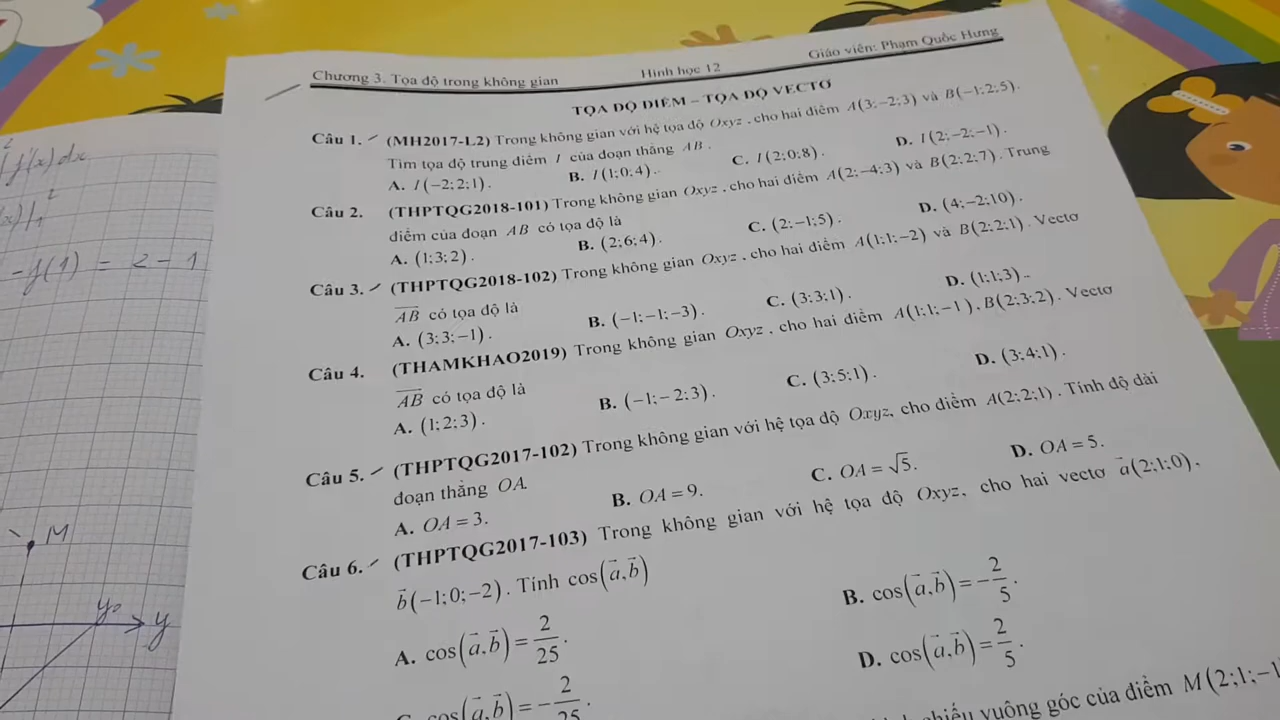 Chương 3. Tọa độ trong không gian Hình học 12 Giáo viên: Phạm Quốc Hưng
TỌA ĐỘ ĐIỂM – TỌA ĐỘ VECTƠ
Câu 1. (MH2017-L2) Trong không gian với hệ tọa độ Oxyz, cho hai điểm A(3;-2;3) và B(-1;2;5).
Tìm tọa độ trung điểm I của đoạn thẳng AB.
A. I(-2;2;1). B. I(1;0;4). C. I(2;0;8). D. I(2;-2;-1).
Câu 2. (THPTQG2018-101) Trong không gian Oxyz, cho hai điểm A(2;-4;3) và B(2;2;7). Trung
điểm của đoạn AB có tọa độ là
A. (1;3;2). B. (2;6;4). C. (2;-1;5). D. (4;-2;10).
Câu 3. (THPTQG2018-102) Trong không gian Oxyz, cho hai điểm A(1;1;-2) và B(2;2;1). Vectơ
AB có tọa độ là
A. (3;3;-1). B. (-1;-1;-3). C. (3;3;1). D. (1;1;3).
Câu 4. (THAMKHAO2019) Trong không gian Oxyz, cho hai điểm A(1;1;-1), B(2;3;2). Vectơ
AB có tọa độ là
A. (1;2;3). B. (-1;-2;3). C. (3;5;1). D. (3;4;1).
Câu 5. (THPTQG2017-102) Trong không gian với hệ tọa độ Oxyz, cho điểm A(2;2;1). Tính độ dài
đoạn thẳng OA.
A. OA = 3. B. OA = 9. C. OA = √5. D. OA = 5.
Câu 6. (THPTQG2017-103) Trong không gian với hệ tọa độ Oxyz, cho hai vectơ a(2;1;0),
b(-1;0;-2). Tính cos(a,b)
A. cos(a,b) = 2/25. B. cos(a,b) = -2/5.
C. cos(a,b) = -2/25. D. cos(a,b) = 2/5.
chiếu vuông góc của điểm M(2;1;-1
f'(x)dx
2
1
-f(1) = 2-1
M
y₀
y